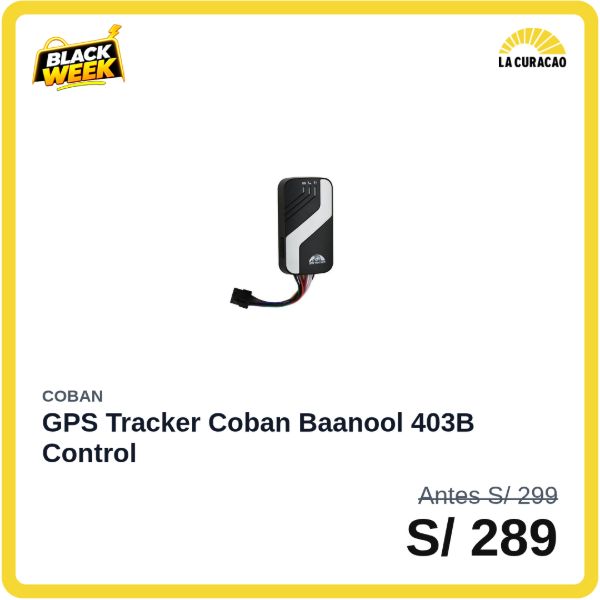 BLACK
WEEK
LA CURACAO
COBAN
GPS Tracker Coban Baanool 403B
Control
Antes S/ 299
S/ 289